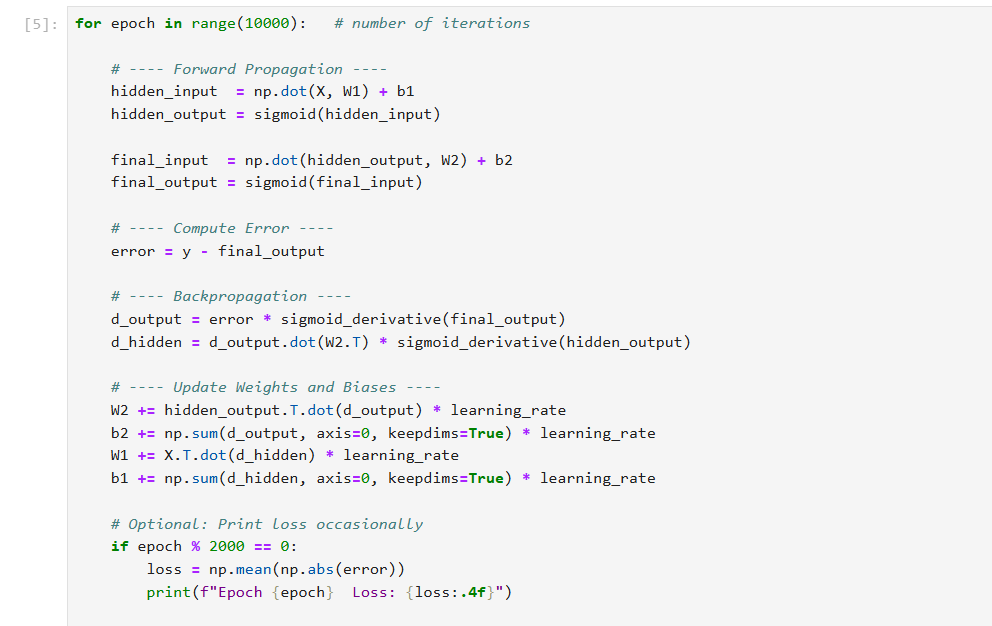 [5]: for epoch in range(10000):   # number of iterations
    # ---- Forward Propagation ----
    hidden_input  = np.dot(X, W1) + b1
    hidden_output = sigmoid(hidden_input)
    final_input  = np.dot(hidden_output, W2) + b2
    final_output = sigmoid(final_input)
    # ---- Compute Error ----
    error = y - final_output
    # ---- Backpropagation ----
    d_output = error * sigmoid_derivative(final_output)
    d_hidden = d_output.dot(W2.T) * sigmoid_derivative(hidden_output)
    # ---- Update Weights and Biases ----
    W2 += hidden_output.T.dot(d_output) * learning_rate
    b2 += np.sum(d_output, axis=0, keepdims=True) * learning_rate
    W1 += X.T.dot(d_hidden) * learning_rate
    b1 += np.sum(d_hidden, axis=0, keepdims=True) * learning_rate
    # Optional: Print loss occasionally
    if epoch % 2000 == 0:
        loss = np.mean(np.abs(error))
        print(f"Epoch {epoch}  Loss: {loss:.4f}")